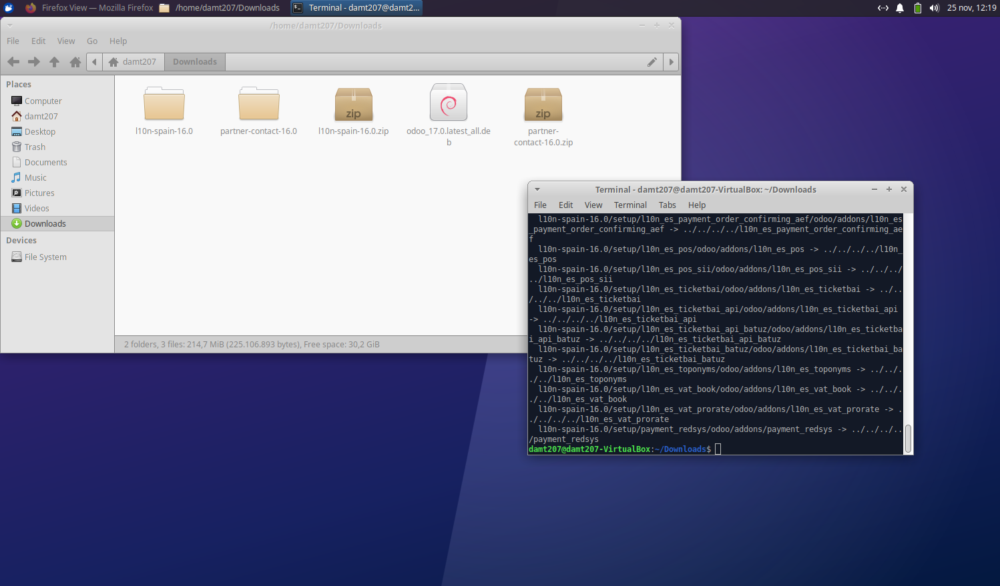 Firefox View — Mozilla Firefox
/home/damt207/Downloads
Terminal - damt207@damt2...
25 nov, 12:19
/home/damt207/Downloads
File Edit View Go Help
damt207 Downloads
Places
Computer
damt207
Desktop
Trash
Documents
Music
Pictures
Videos
Downloads
Devices
File System
l10n-spain-16.0
partner-contact-16.0
zip
l10n-spain-16.0.zip
odoo_17.0.latest_all.de
b
zip
partner-
contact-16.0.zip
2 folders, 3 files: 214,7 MiB (225.106.893 bytes), Free space: 30,2 GiB
Terminal - damt207@damt207-VirtualBox: ~/Downloads
File Edit View Terminal Tabs Help
l10n-spain-16.0/setup/l10n_es_payment_order_confirming_aef/odoo/addons/l10n_es
_payment_order_confirming_aef -> ../../../../l10n_es_payment_order_confirming_ae
f
l10n-spain-16.0/setup/l10n_es_pos/odoo/addons/l10n_es_pos -> ../../../../l10n_
es_pos
l10n-spain-16.0/setup/l10n_es_pos_sii/odoo/addons/l10n_es_pos_sii -> ../../../
../l10n_es_pos_sii
l10n-spain-16.0/setup/l10n_es_ticketbai/odoo/addons/l10n_es_ticketbai -> ../..
/../../l10n_es_ticketbai
l10n-spain-16.0/setup/l10n_es_ticketbai_api/odoo/addons/l10n_es_ticketbai_api
-> ../../../../l10n_es_ticketbai_api
l10n-spain-16.0/setup/l10n_es_ticketbai_api_batuz/odoo/addons/l10n_es_ticketba
i_api_batuz -> ../../../../l10n_es_ticketbai_api_batuz
l10n-spain-16.0/setup/l10n_es_ticketbai_batuz/odoo/addons/l10n_es_ticketbai_ba
tuz -> ../../../../l10n_es_ticketbai_batuz
l10n-spain-16.0/setup/l10n_es_toponyms/odoo/addons/l10n_es_toponyms -> ../../.
./../l10n_es_toponyms
l10n-spain-16.0/setup/l10n_es_vat_book/odoo/addons/l10n_es_vat_book -> ../../.
./../l10n_es_vat_book
l10n-spain-16.0/setup/l10n_es_vat_prorate/odoo/addons/l10n_es_vat_prorate -> .
./../../../l10n_es_vat_prorate
l10n-spain-16.0/setup/payment_redsys/odoo/addons/payment_redsys -> ../../../..
/payment_redsys
damt207@damt207-VirtualBox:~/Downloads$